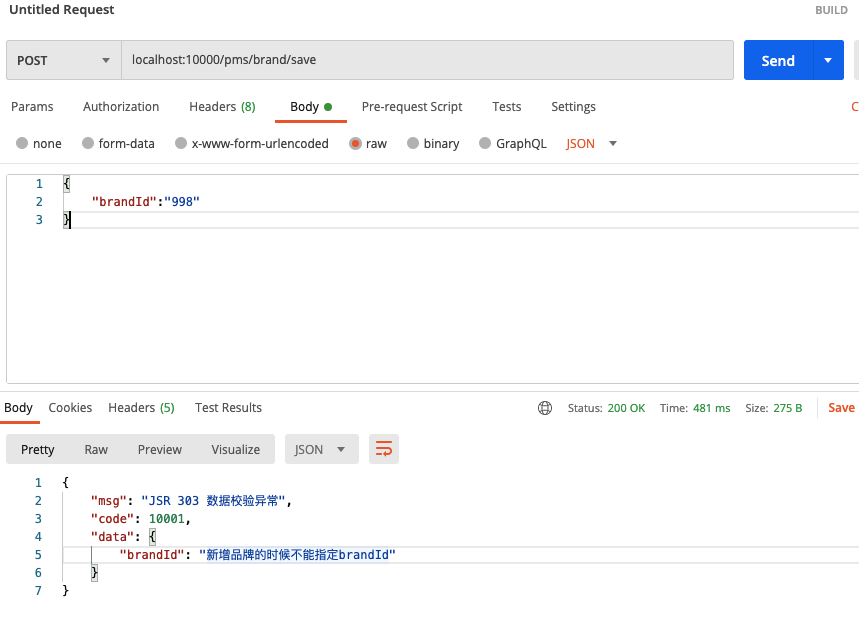 Untitled Request BUILD
POST localhost:10000/pms/brand/save Send
Params Authorization Headers (8) Body Pre-request Script Tests Settings C
none form-data x-www-form-urlencoded raw binary GraphQL JSON
1 {
2 "brandId":"998"
3 }
Body Cookies Headers (5) Test Results Status: 200 OK Time: 481 ms Size: 275 B Save
Pretty Raw Preview Visualize JSON
1 {
2 "msg": "JSR 303 数据校验异常",
3 "code": 10001,
4 "data": {
5 "brandId": "新增品牌的时候不能指定brandId"
6 }
7 }